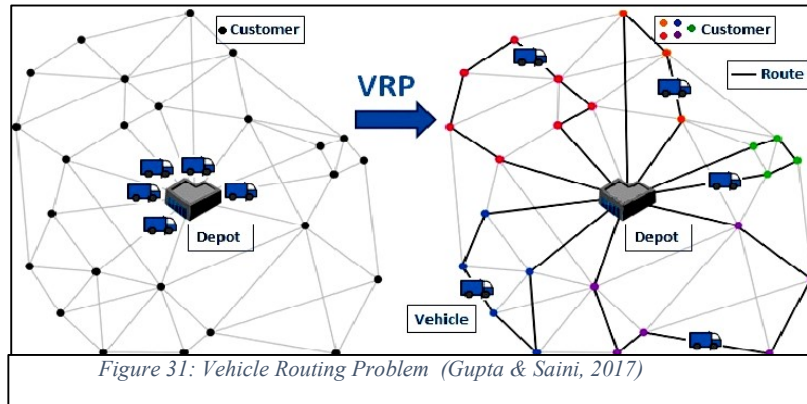 Customer
Customer
VRP
Route
Depot
Depot
Vehicle
Figure 31: Vehicle Routing Problem (Gupta & Saini, 2017)